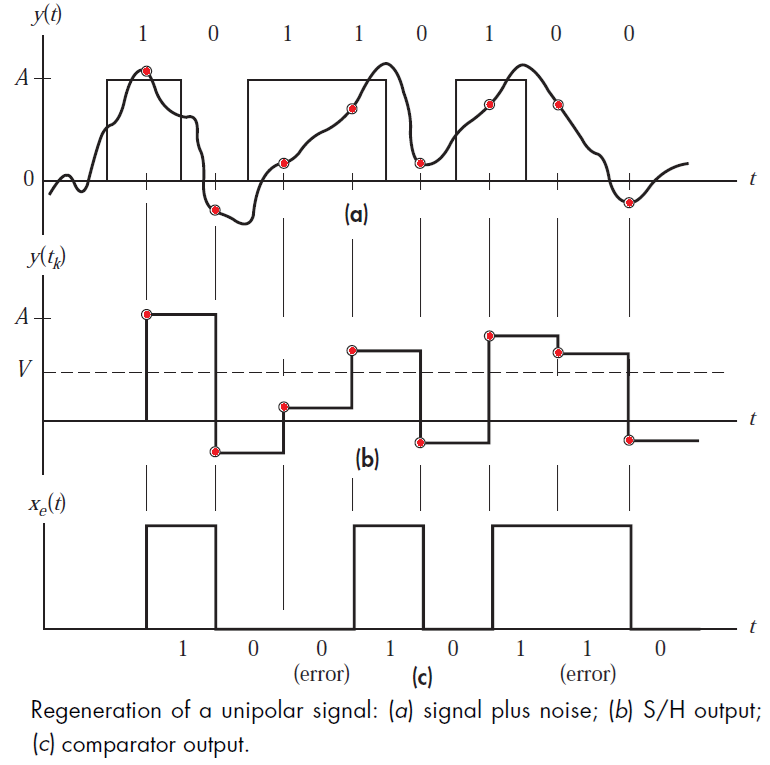 y(t)
1 0 1 1 0 1 0 0
A
0
t
(a)
y(tₖ)
A
V
t
(b)
xₑ(t)
t
1 0 0 1 0 1 1 0
(error) (c) (error)
Regeneration of a unipolar signal: (a) signal plus noise; (b) S/H output;
(c) comparator output.